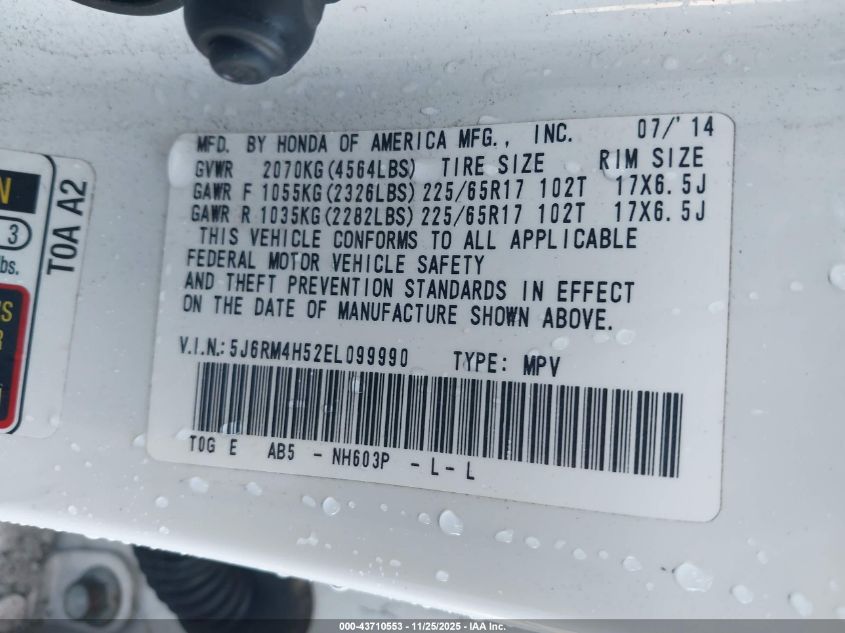 MFD. BY HONDA OF AMERICA MFG., INC. 07/'14
GVWR 2070KG(4564LBS) TIRE SIZE RIM SIZE
GAWR F 1055KG(2326LBS) 225/65R17 102T 17X6.5J
GAWR R 1035KG(2282LBS) 225/65R17 102T 17X6.5J
THIS VEHICLE CONFORMS TO ALL APPLICABLE
FEDERAL MOTOR VEHICLE SAFETY
AND THEFT PREVENTION STANDARDS IN EFFECT
ON THE DATE OF MANUFACTURE SHOWN ABOVE.
V.I.N.: 5J6RM4H52EL099990 TYPE: MPV
T0G E AB5 - NH603P - L - L
N
3
lbs.
T0A A2
000-43710553 - 11/25/2025 - IAA Inc.